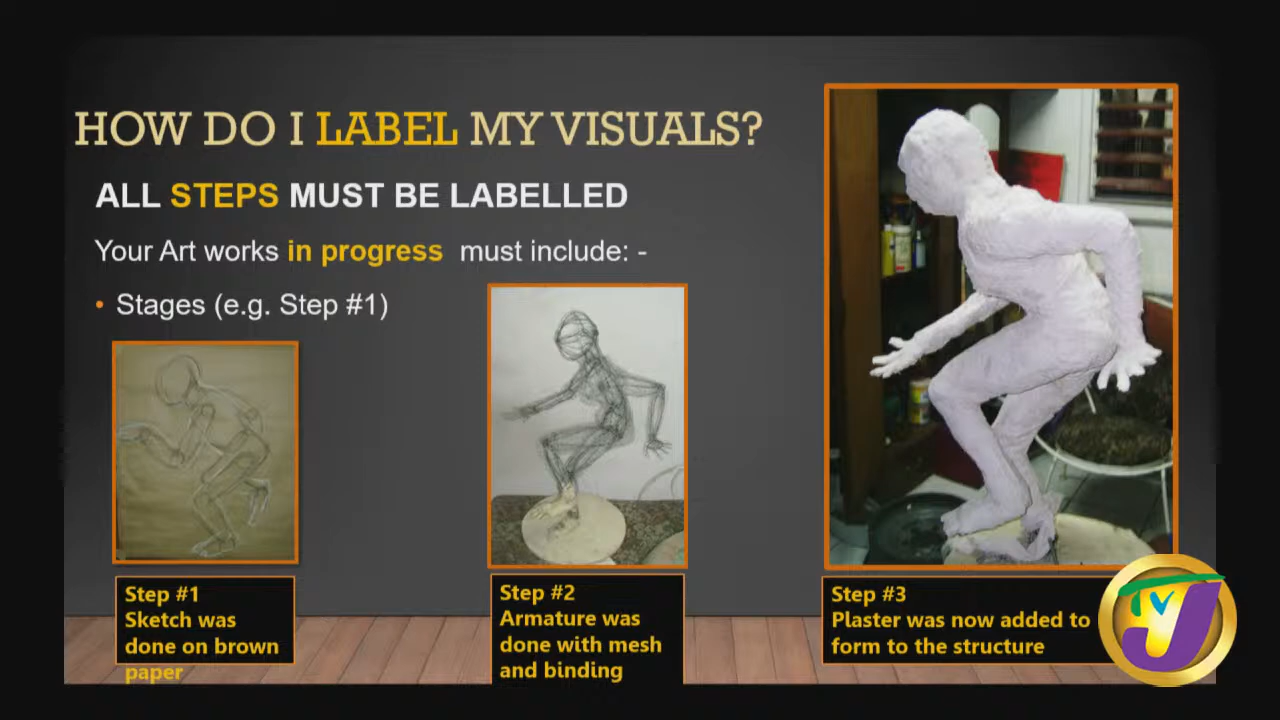 HOW DO I LABEL MY VISUALS?
ALL STEPS MUST BE LABELLED
Your Art works in progress must include: -
• Stages (e.g. Step #1)
Step #1
Sketch was
done on brown
paper
Step #2
Armature was
done with mesh
and binding
Step #3
Plaster was now added to
form to the structure
TVJ